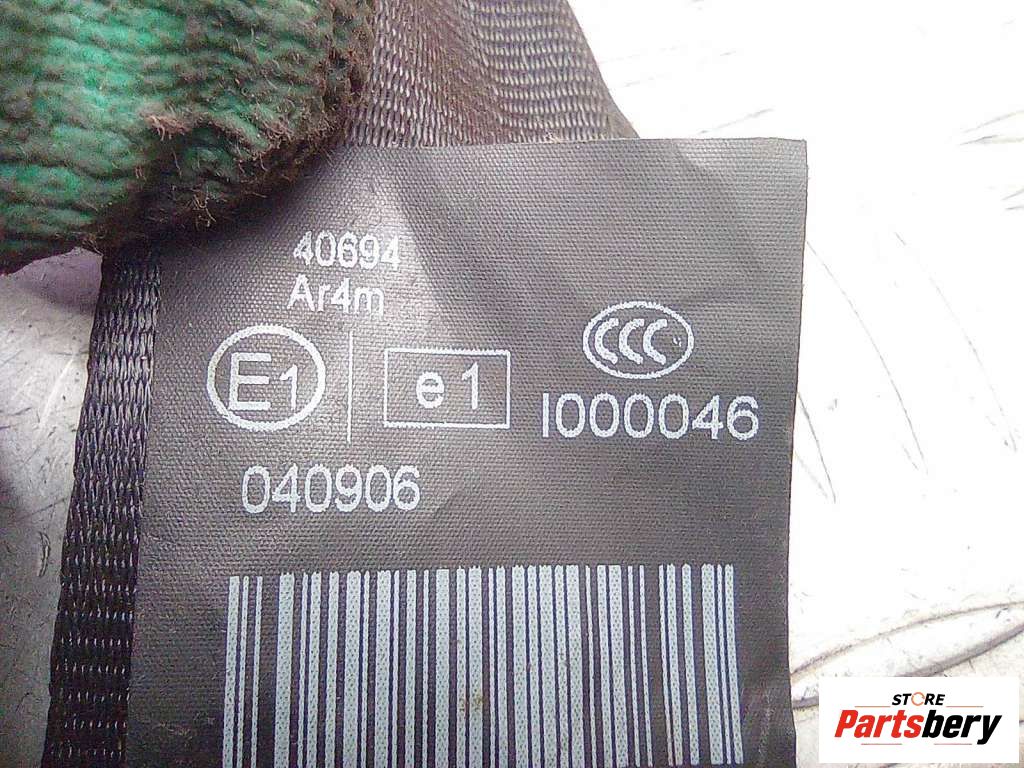 40694
Ar4m
E1
e1
CCC
I000046
040906
STORE
Partsbery